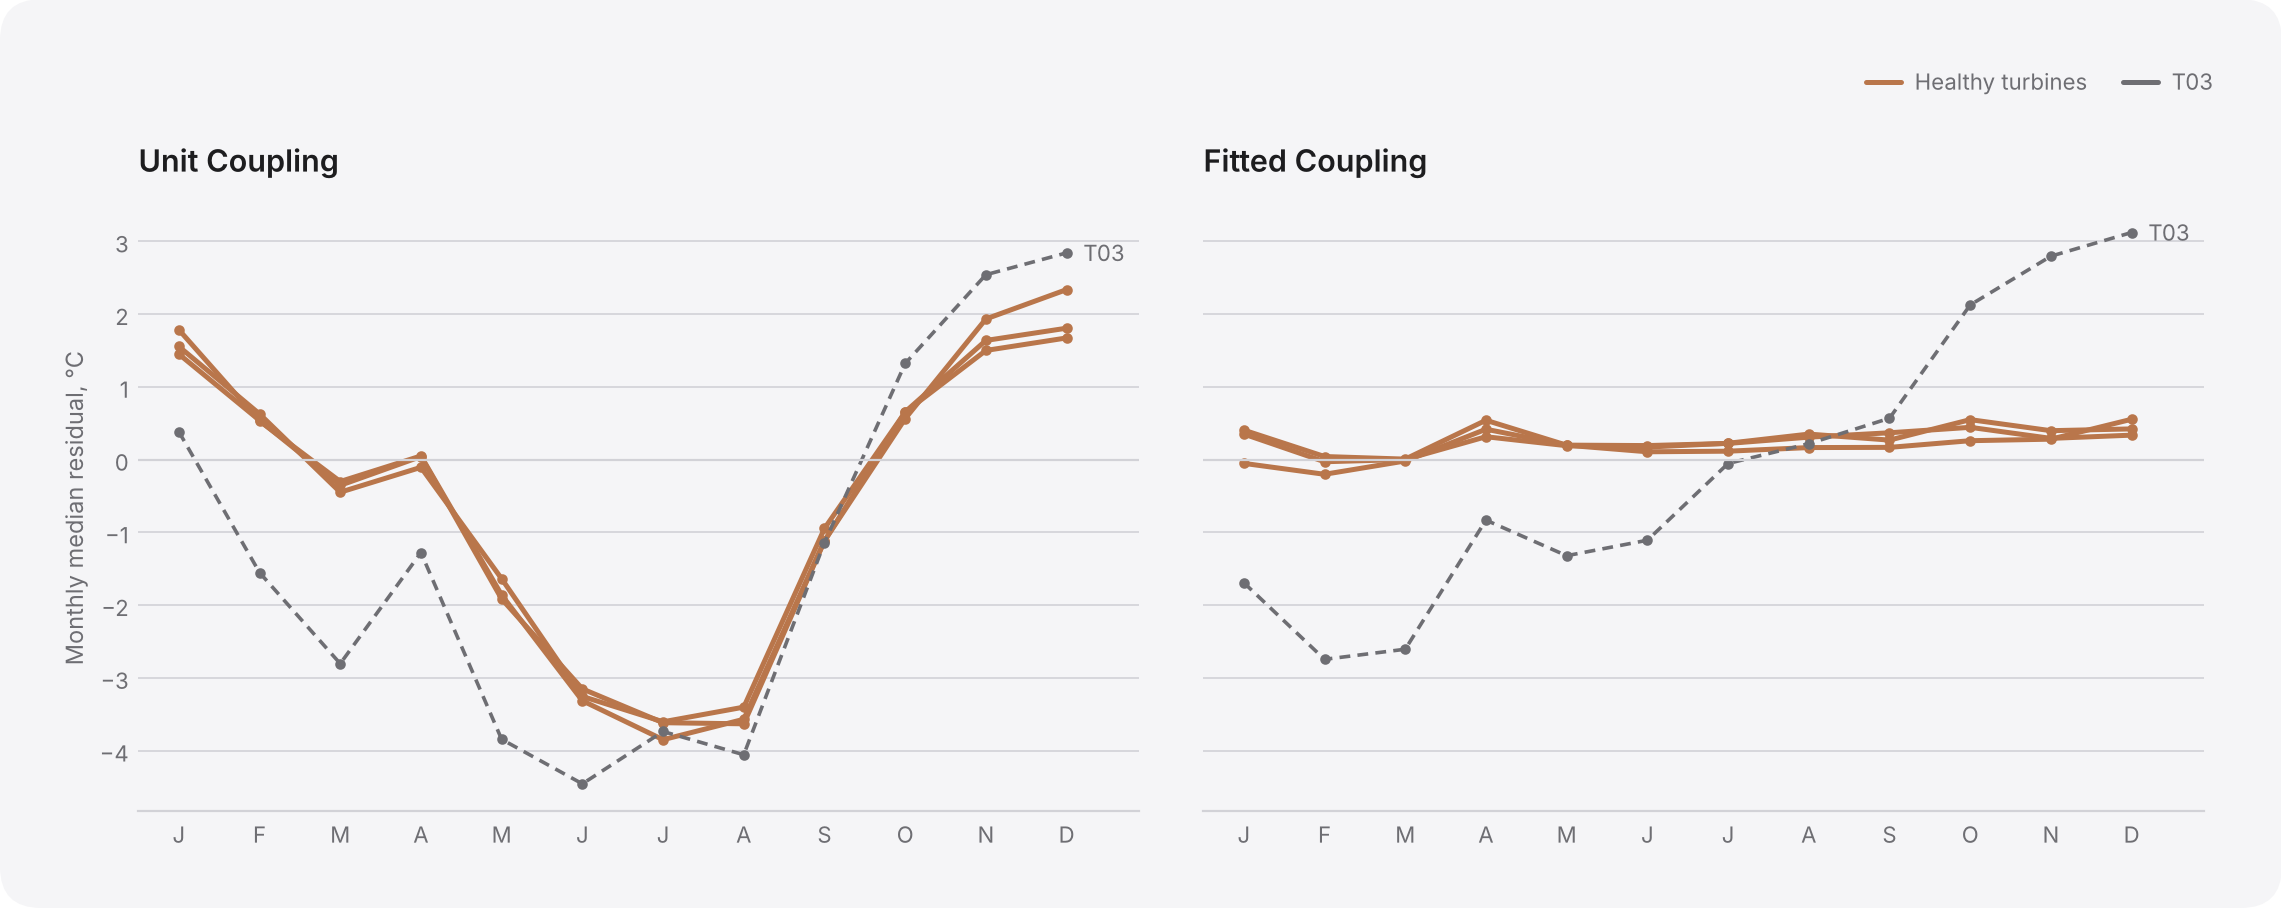 Healthy turbines T03
Unit Coupling
Fitted Coupling
Monthly median residual, °C
3
2
1
0
−1
−2
−3
−4
T03
T03
J F M A M J J A S O N D
J F M A M J J A S O N D